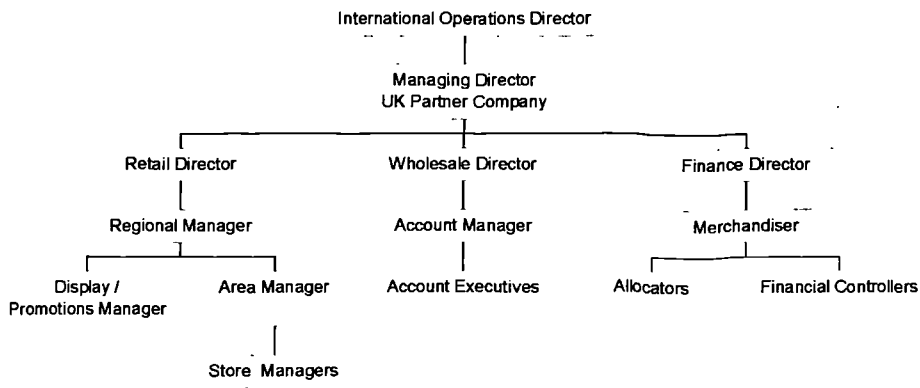 International Operations Director
Managing Director
UK Partner Company
Retail Director
Wholesale Director
Finance Director
Regional Manager
Account Manager
Merchandiser
Display /
Promotions Manager
Area Manager
Account Executives
Allocators
Financial Controllers
Store Managers